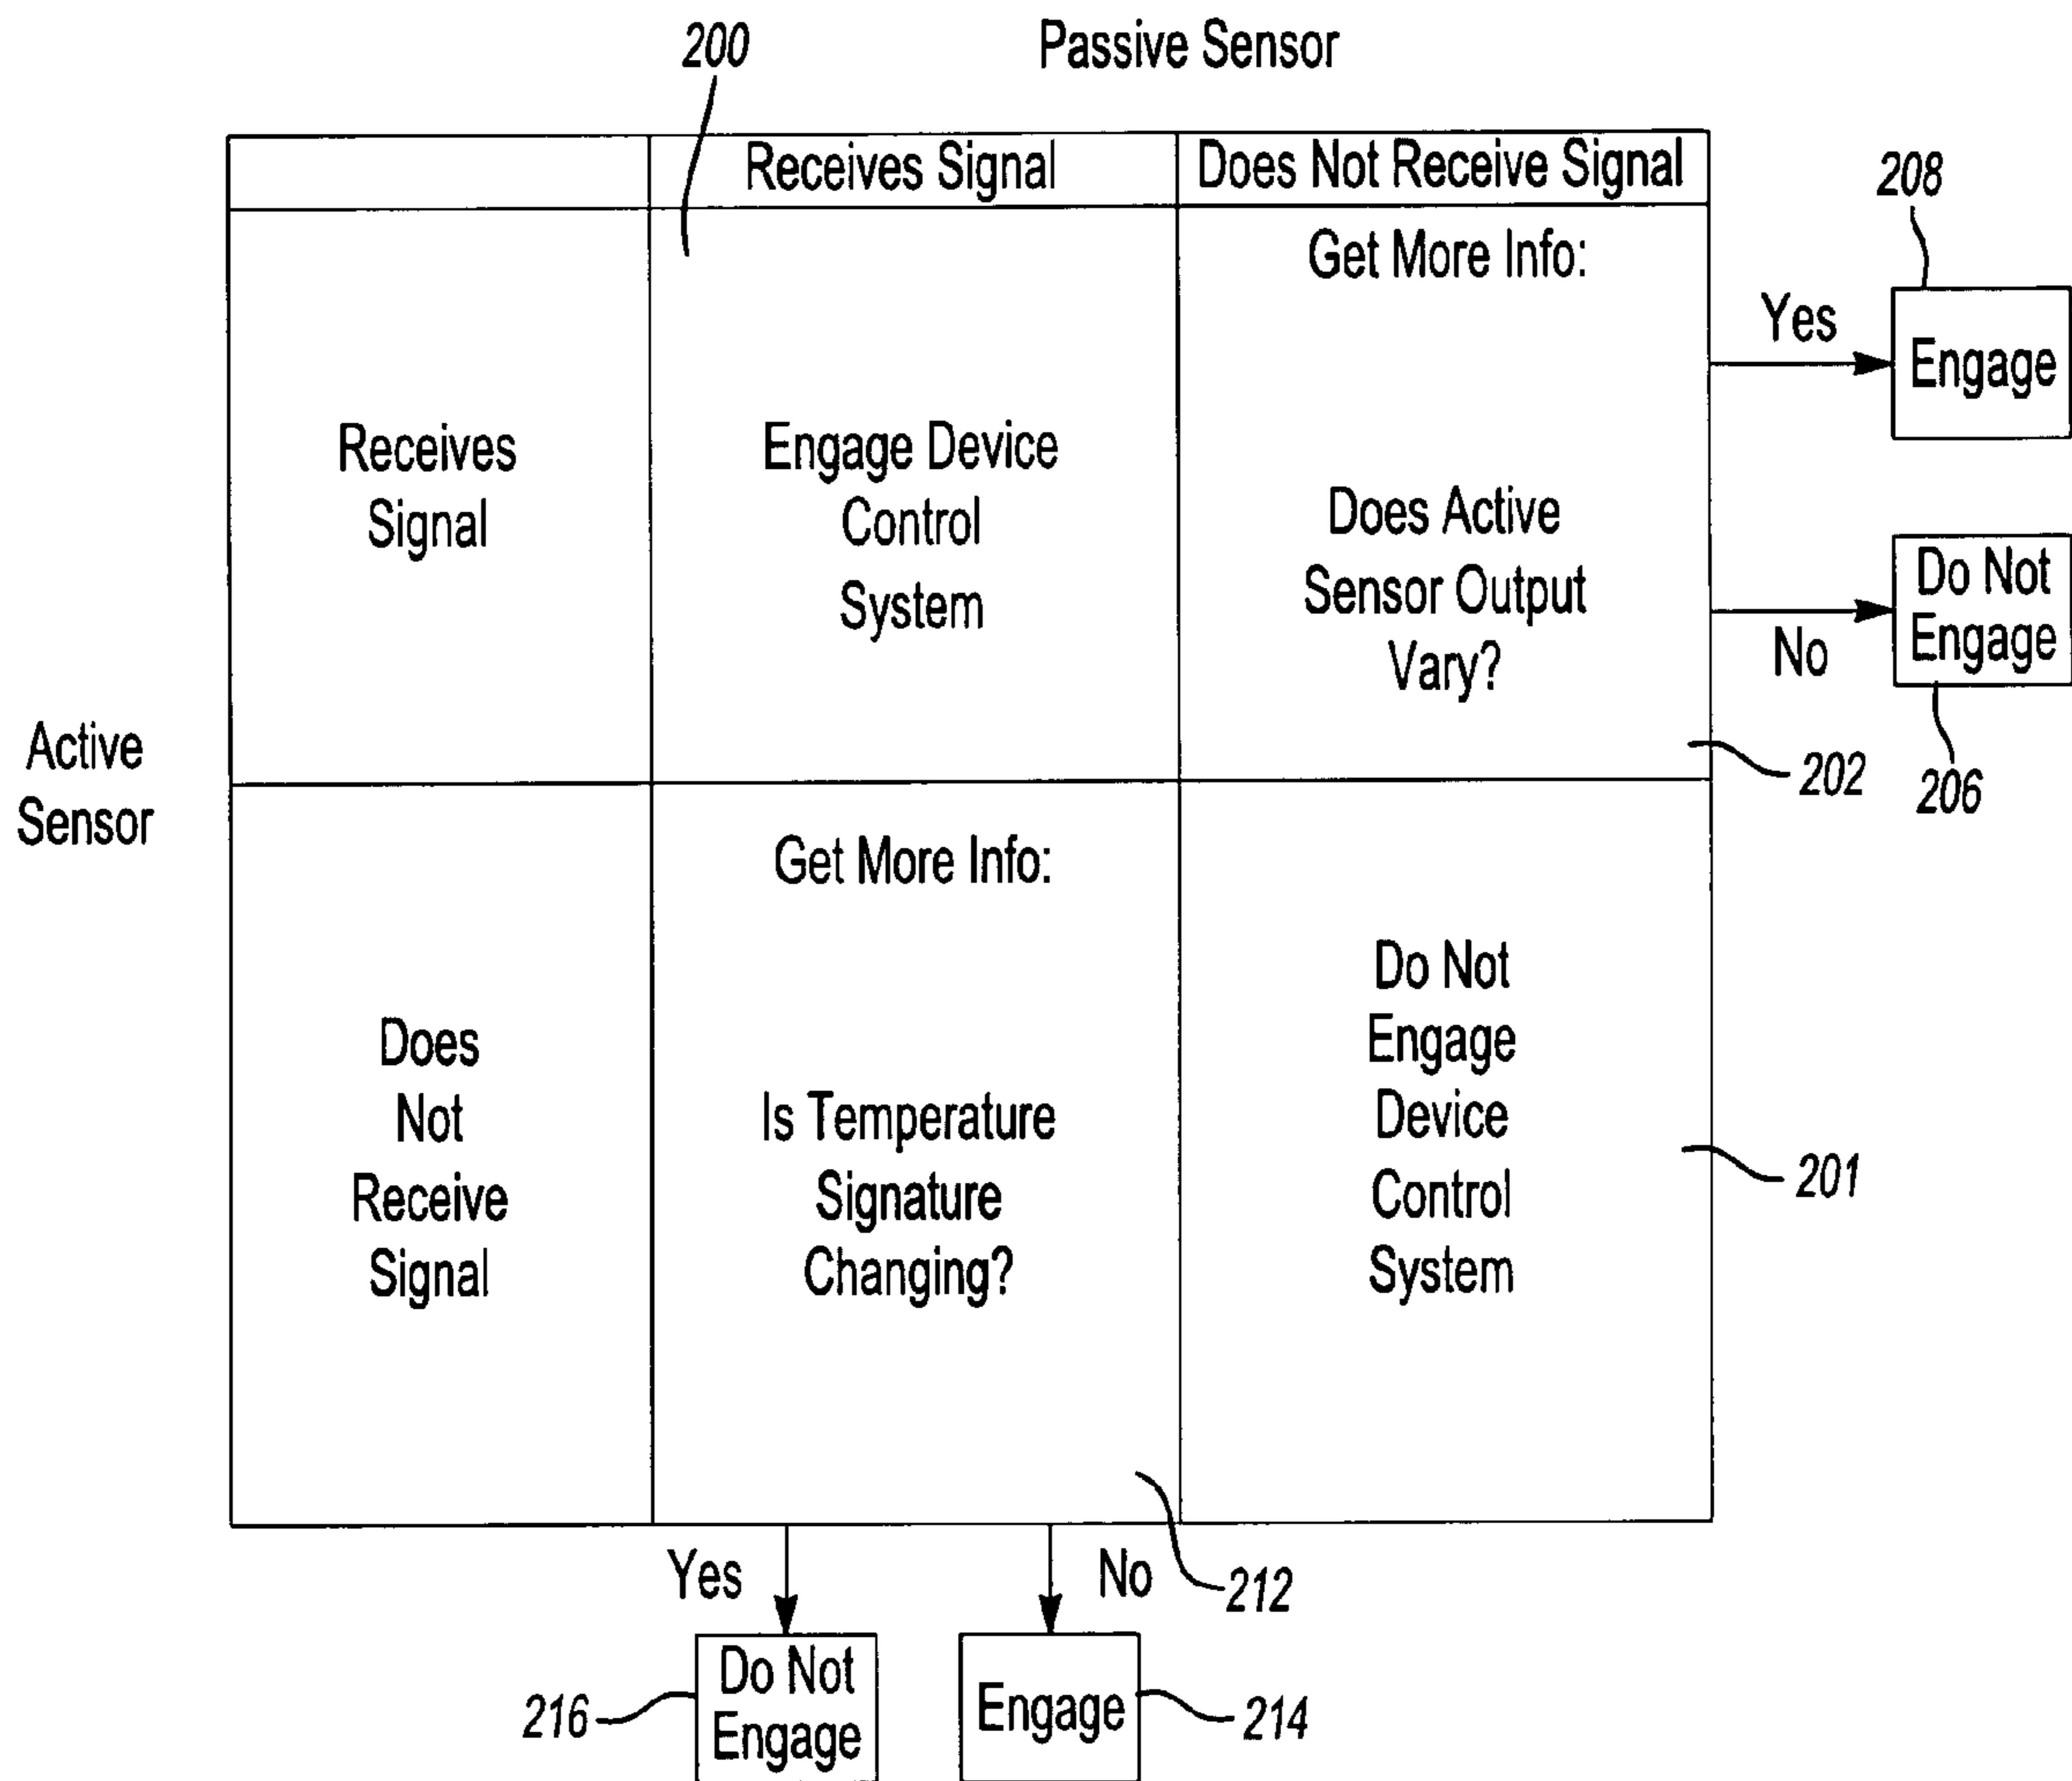 200
Passive Sensor
Receives Signal
Does Not Receive Signal
208
Get More Info:
Yes
Engage
Receives
Signal
Engage Device
Control
System
Does Active
Sensor Output
Vary?
No
Do Not
Engage
206
202
Active
Sensor
Does
Not
Receive
Signal
Get More Info:
Is Temperature
Signature
Changing?
Do Not
Engage
Device
Control
System
201
Yes
No
212
216
Do Not
Engage
Engage
214